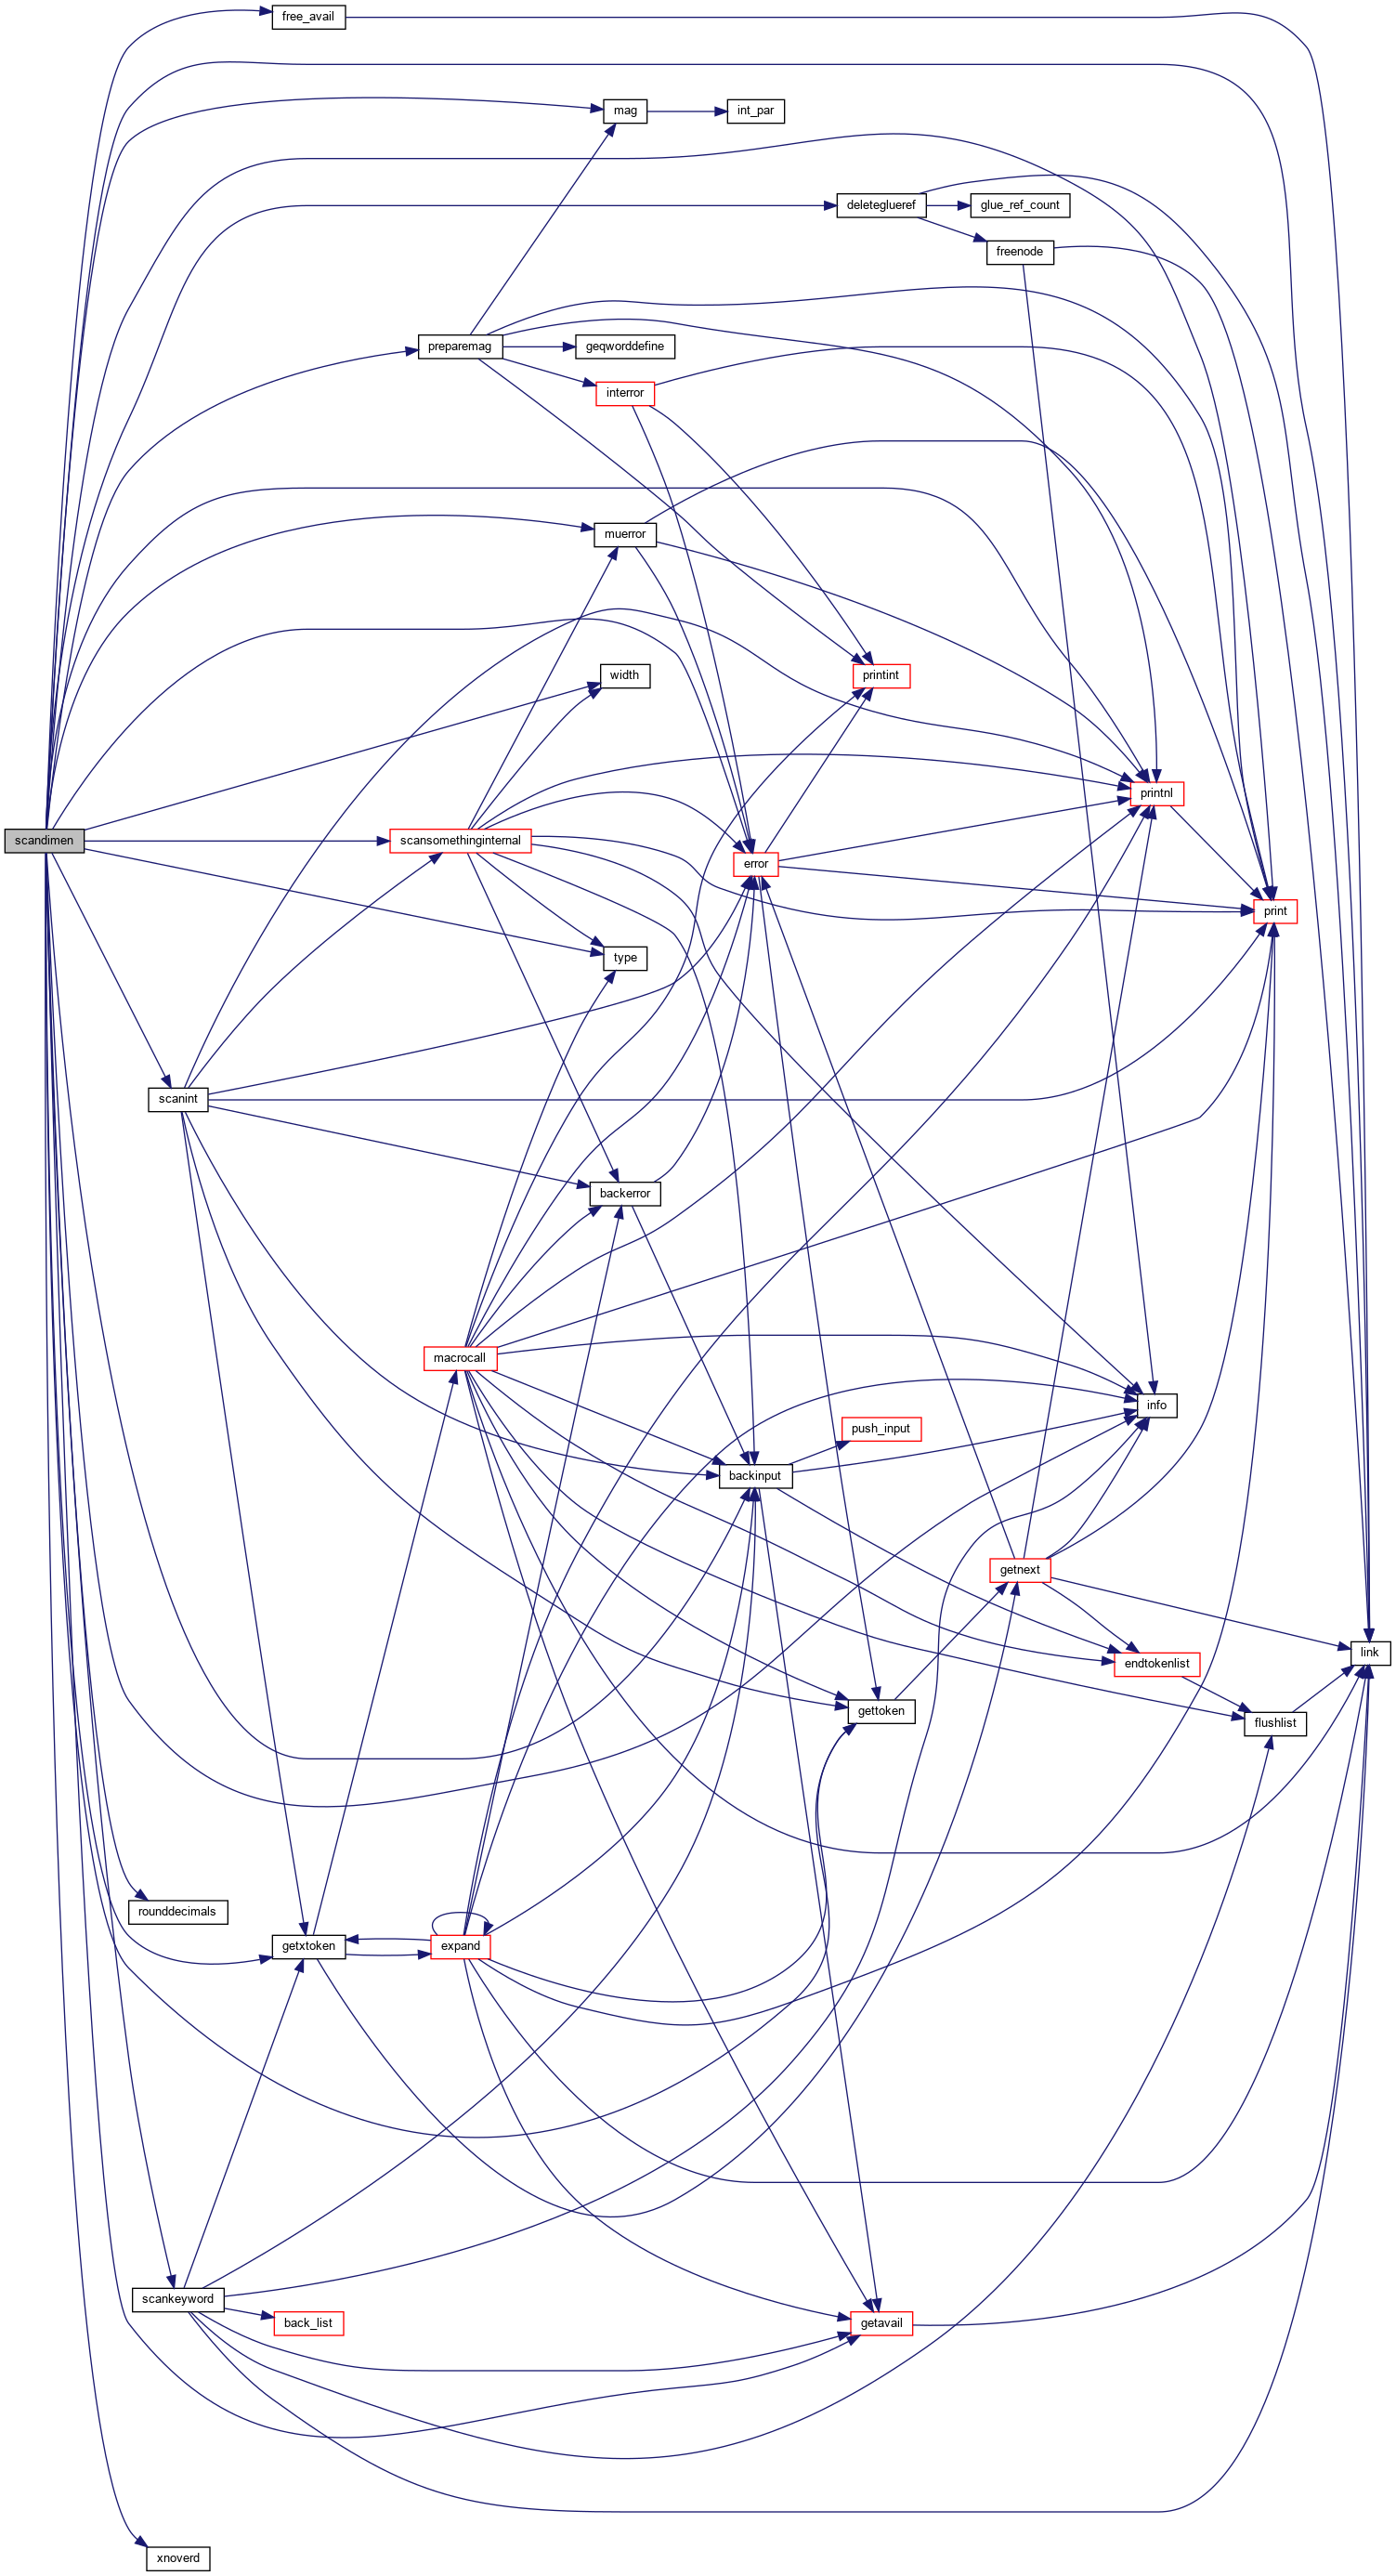 free_avail
mag
int_par
deleteglueref
glue_ref_count
freenode
preparemag
geqworddefine
interror
muerror
width
printint
printnl
scandimen
scansomethinginternal
error
print
type
scanint
backerror
macrocall
info
push_input
backinput
getnext
link
endtokenlist
gettoken
flushlist
rounddecimals
getxtoken
expand
scankeyword
back_list
getavail
xnoverd